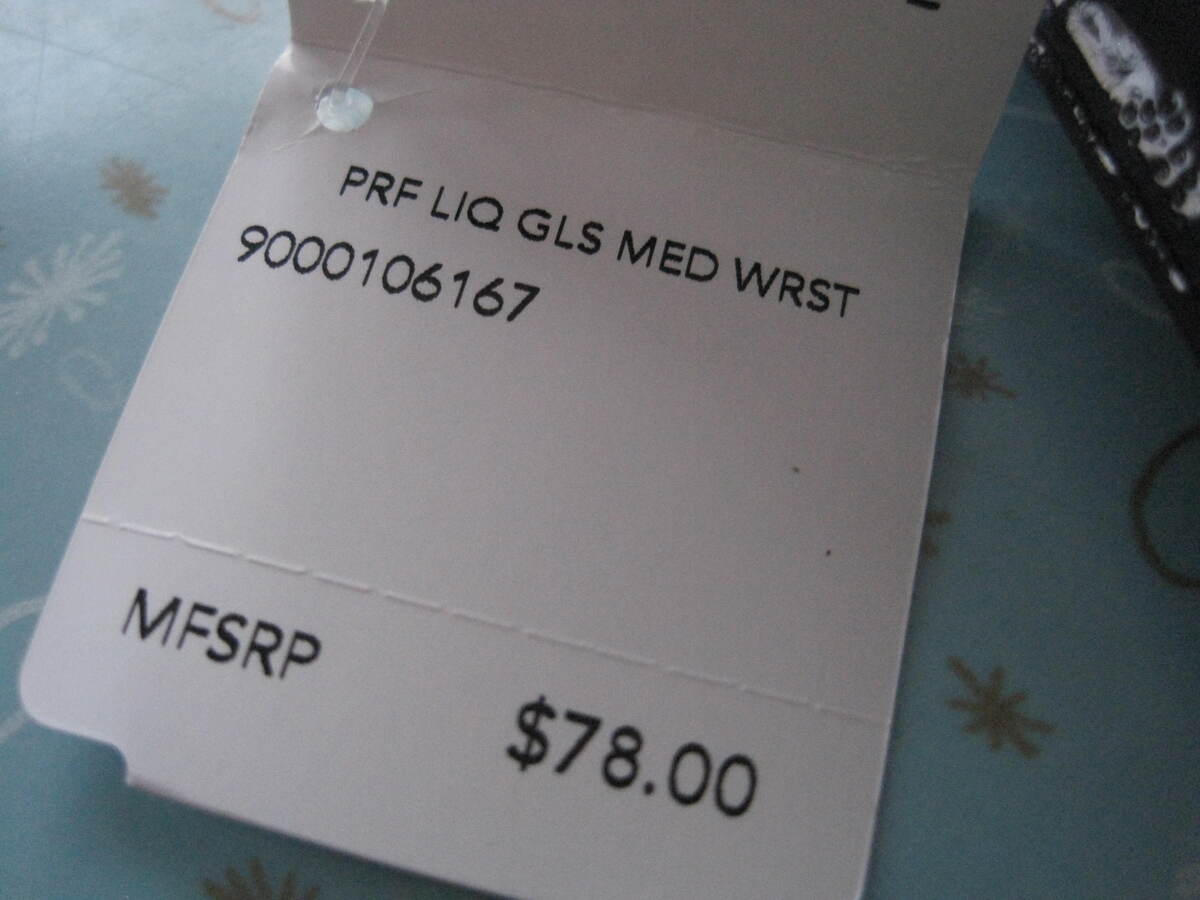 PRF LIQ GLS MED WRST
9000106167
MFSRP
$78.00